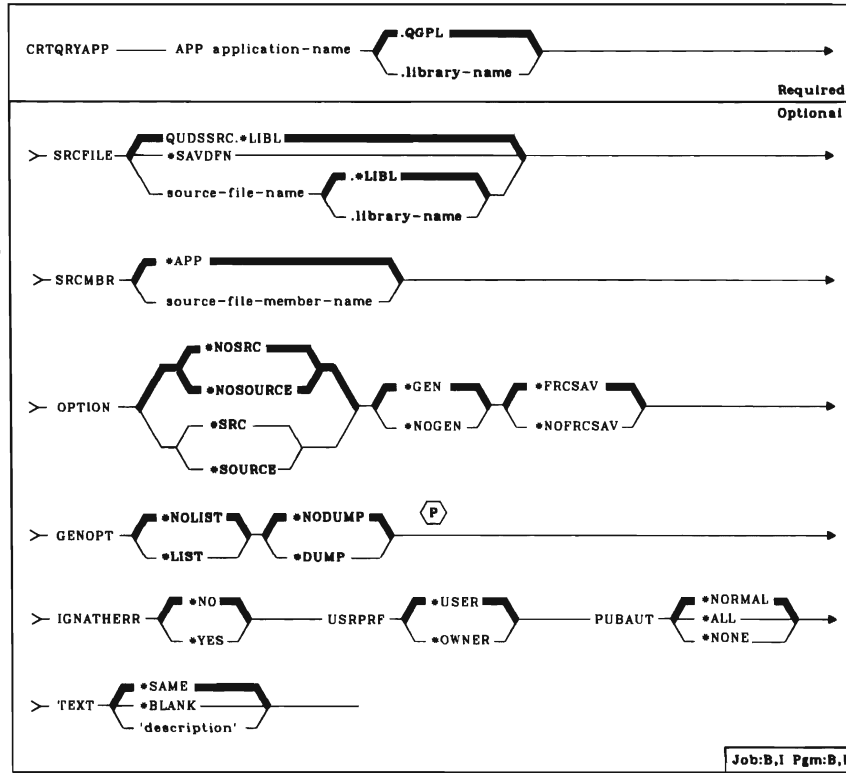 .QGPL
CRTQRYAPP APP application-name
.library-name
Required
Optional
QUDSSRC.*LIBL
SRCFILE *SAVDFN
.*LIBL
source-file-name
.library-name
*APP
SRCMBR
source-file-member-name
*NOSRC
*NOSOURCE *GEN *FRCSAV
OPTION
*SRC *NOGEN *NOFRCSAV
*SOURCE
P
*NOLIST *NODUMP
GENOPT
*LIST *DUMP
*NO *USER *NORMAL
IGNATHERR USRPRF PUBAUT *ALL
*YES *OWNER *NONE
*SAME
TEXT *BLANK
'description'
Job:B,I Pgm:B,